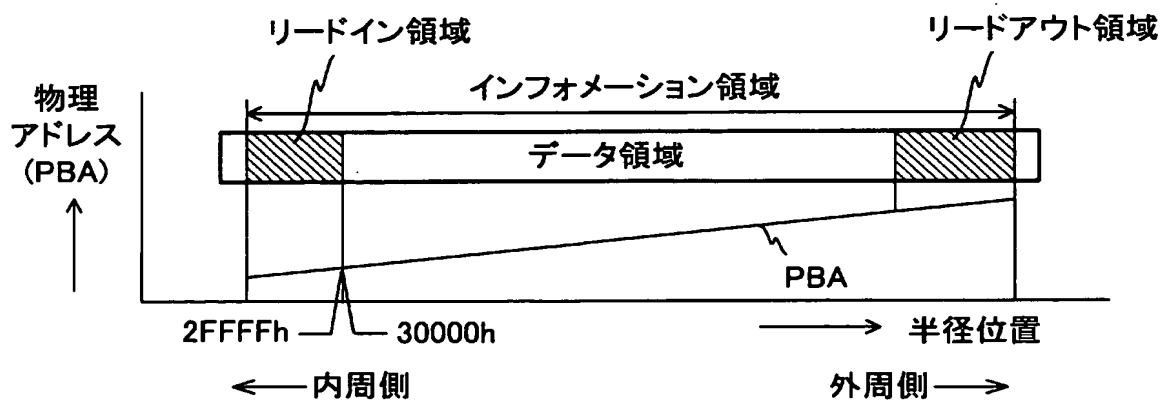 リードイン領域
リードアウト領域
インフォメーション領域
物理
アドレス
(PBA)
データ領域
PBA
2FFFFh
30000h
半径位置
内周側
外周側